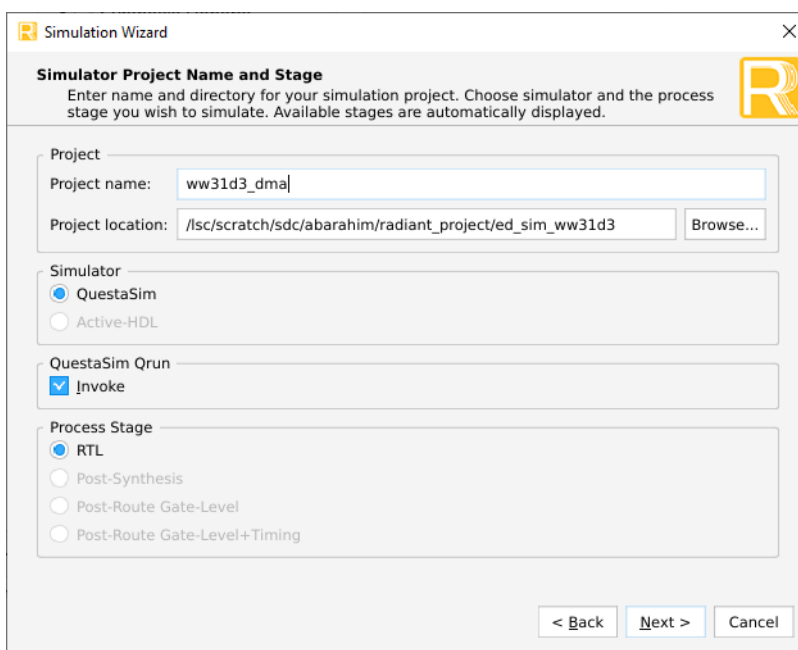 Simulation Wizard
Simulator Project Name and Stage
Enter name and directory for your simulation project. Choose simulator and the process
stage you wish to simulate. Available stages are automatically displayed.
Project
Project name: ww31d3_dma
Project location: /lsc/scratch/sdc/abarahim/radiant_project/ed_sim_ww31d3 Browse...
Simulator
QuestaSim
Active-HDL
QuestaSim Qrun
Invoke
Process Stage
RTL
Post-Synthesis
Post-Route Gate-Level
Post-Route Gate-Level+Timing
< Back Next > Cancel